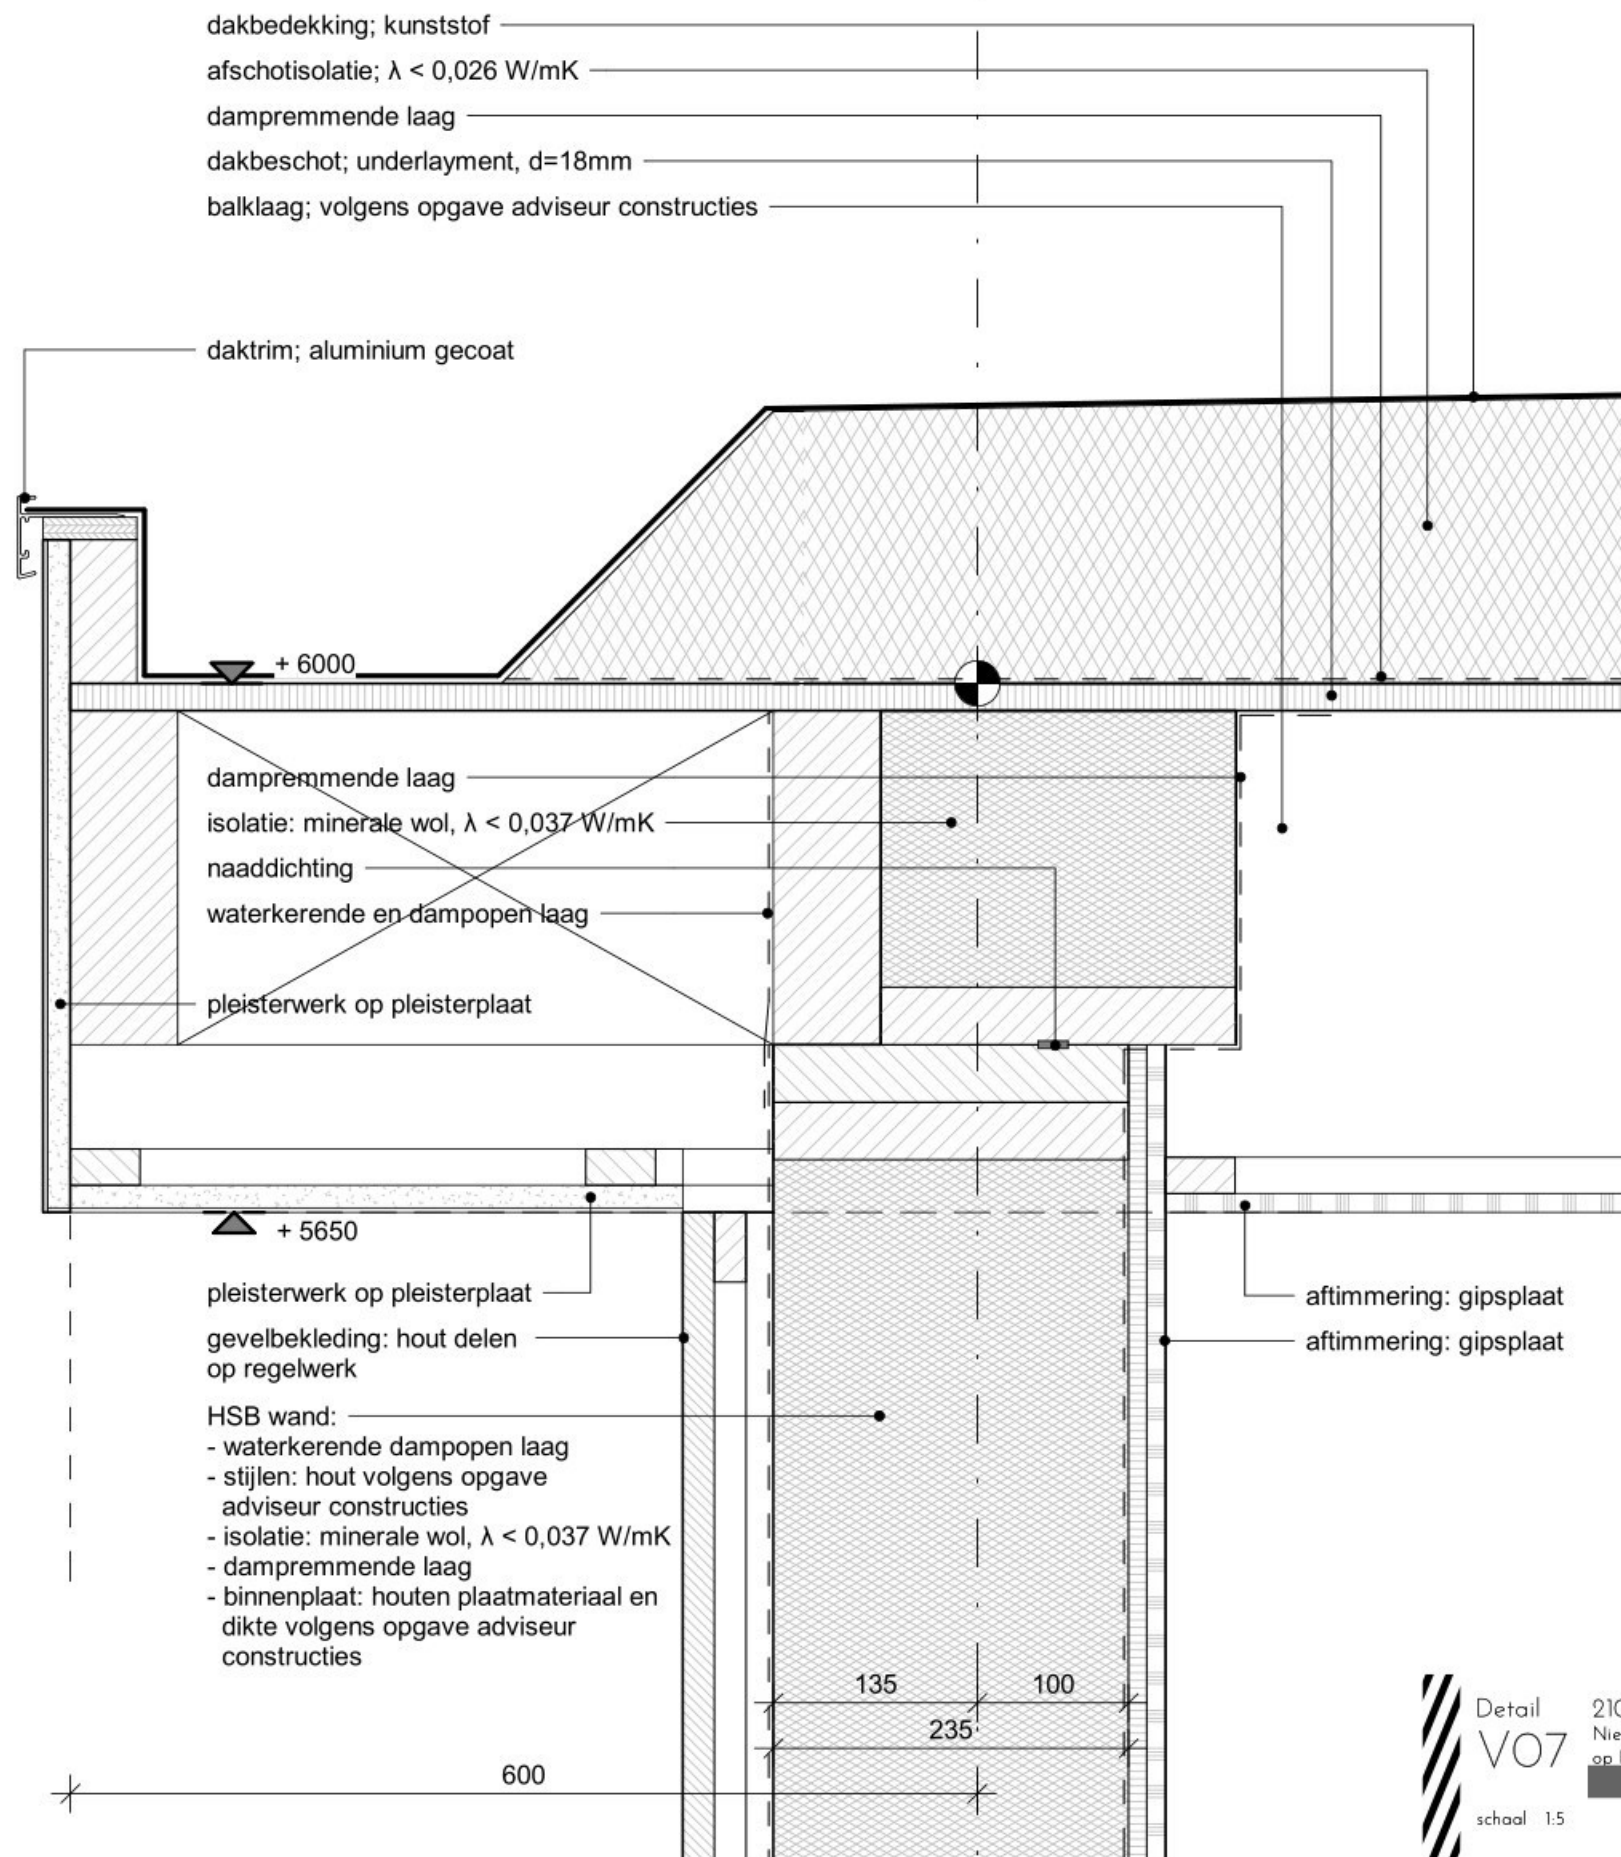 dakbedekking; kunststof
afschotisolatie; λ < 0,026 W/mK
dampremmende laag
dakbeschot; underlayment, d=18mm
balklaag; volgens opgave adviseur constructies
daktrim; aluminium gecoat
+ 6000
dampremmende laag
isolatie: minerale wol, λ < 0,037 W/mK
naaddichting
waterkerende en dampopen laag
pleisterwerk op pleisterplaat
+ 5650
pleisterwerk op pleisterplaat
gevelbekleding: hout delen
op regelwerk
aftimmering: gipsplaat
aftimmering: gipsplaat
HSB wand:
- waterkerende dampopen laag
- stijlen: hout volgens opgave
adviseur constructies
- isolatie: minerale wol, λ < 0,037 W/mK
- dampremmende laag
- binnenplaat: houten plaatmateriaal en
dikte volgens opgave adviseur
constructies
135 100
235
600
Detail
V07
schaal 1:5
op